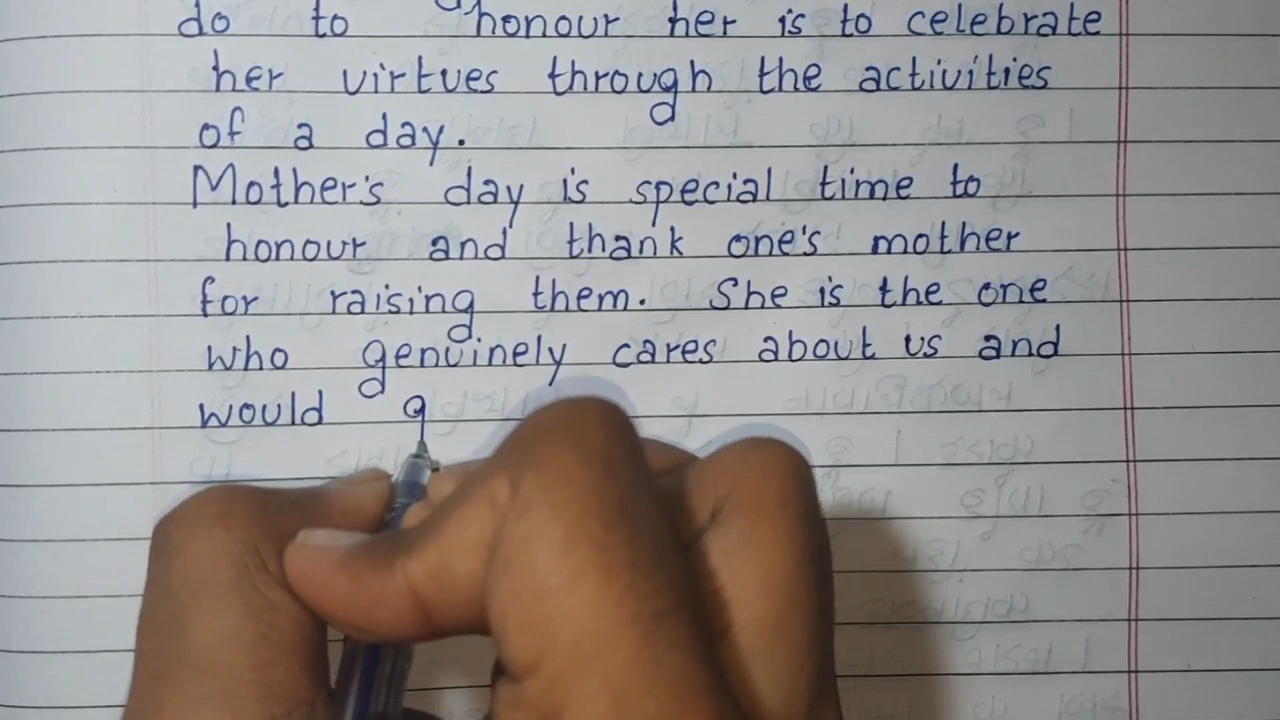 do to honour her is to celebrate
her virtues through the activities
of a day.
Mother's day is special time to
honour and thank one's mother
for raising them. She is the one
who genuinely cares about us and
would g